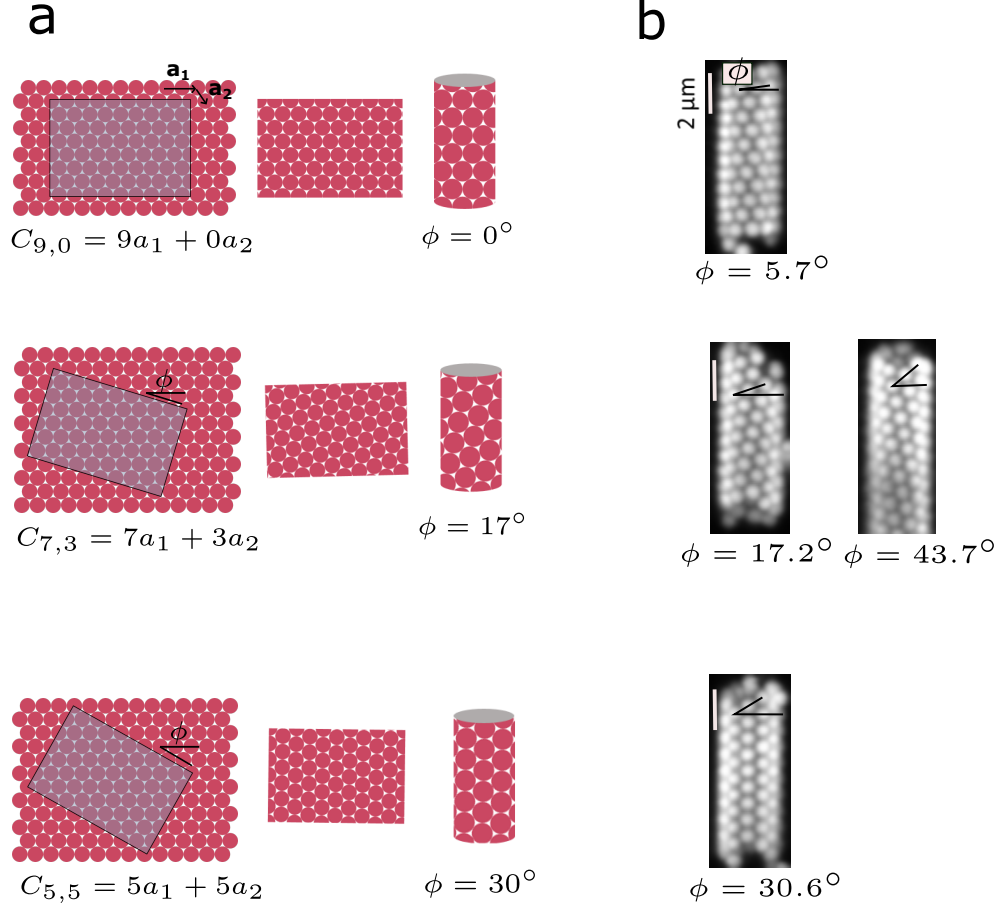 a
b
a₁
a₂
C₉,₀ = 9a₁ + 0a₂
ϕ = 0°
ϕ
2 μm
ϕ = 5.7°
ϕ
C₇,₃ = 7a₁ + 3a₂
ϕ = 17°
ϕ = 17.2°
ϕ = 43.7°
ϕ
C₅,₅ = 5a₁ + 5a₂
ϕ = 30°
ϕ = 30.6°